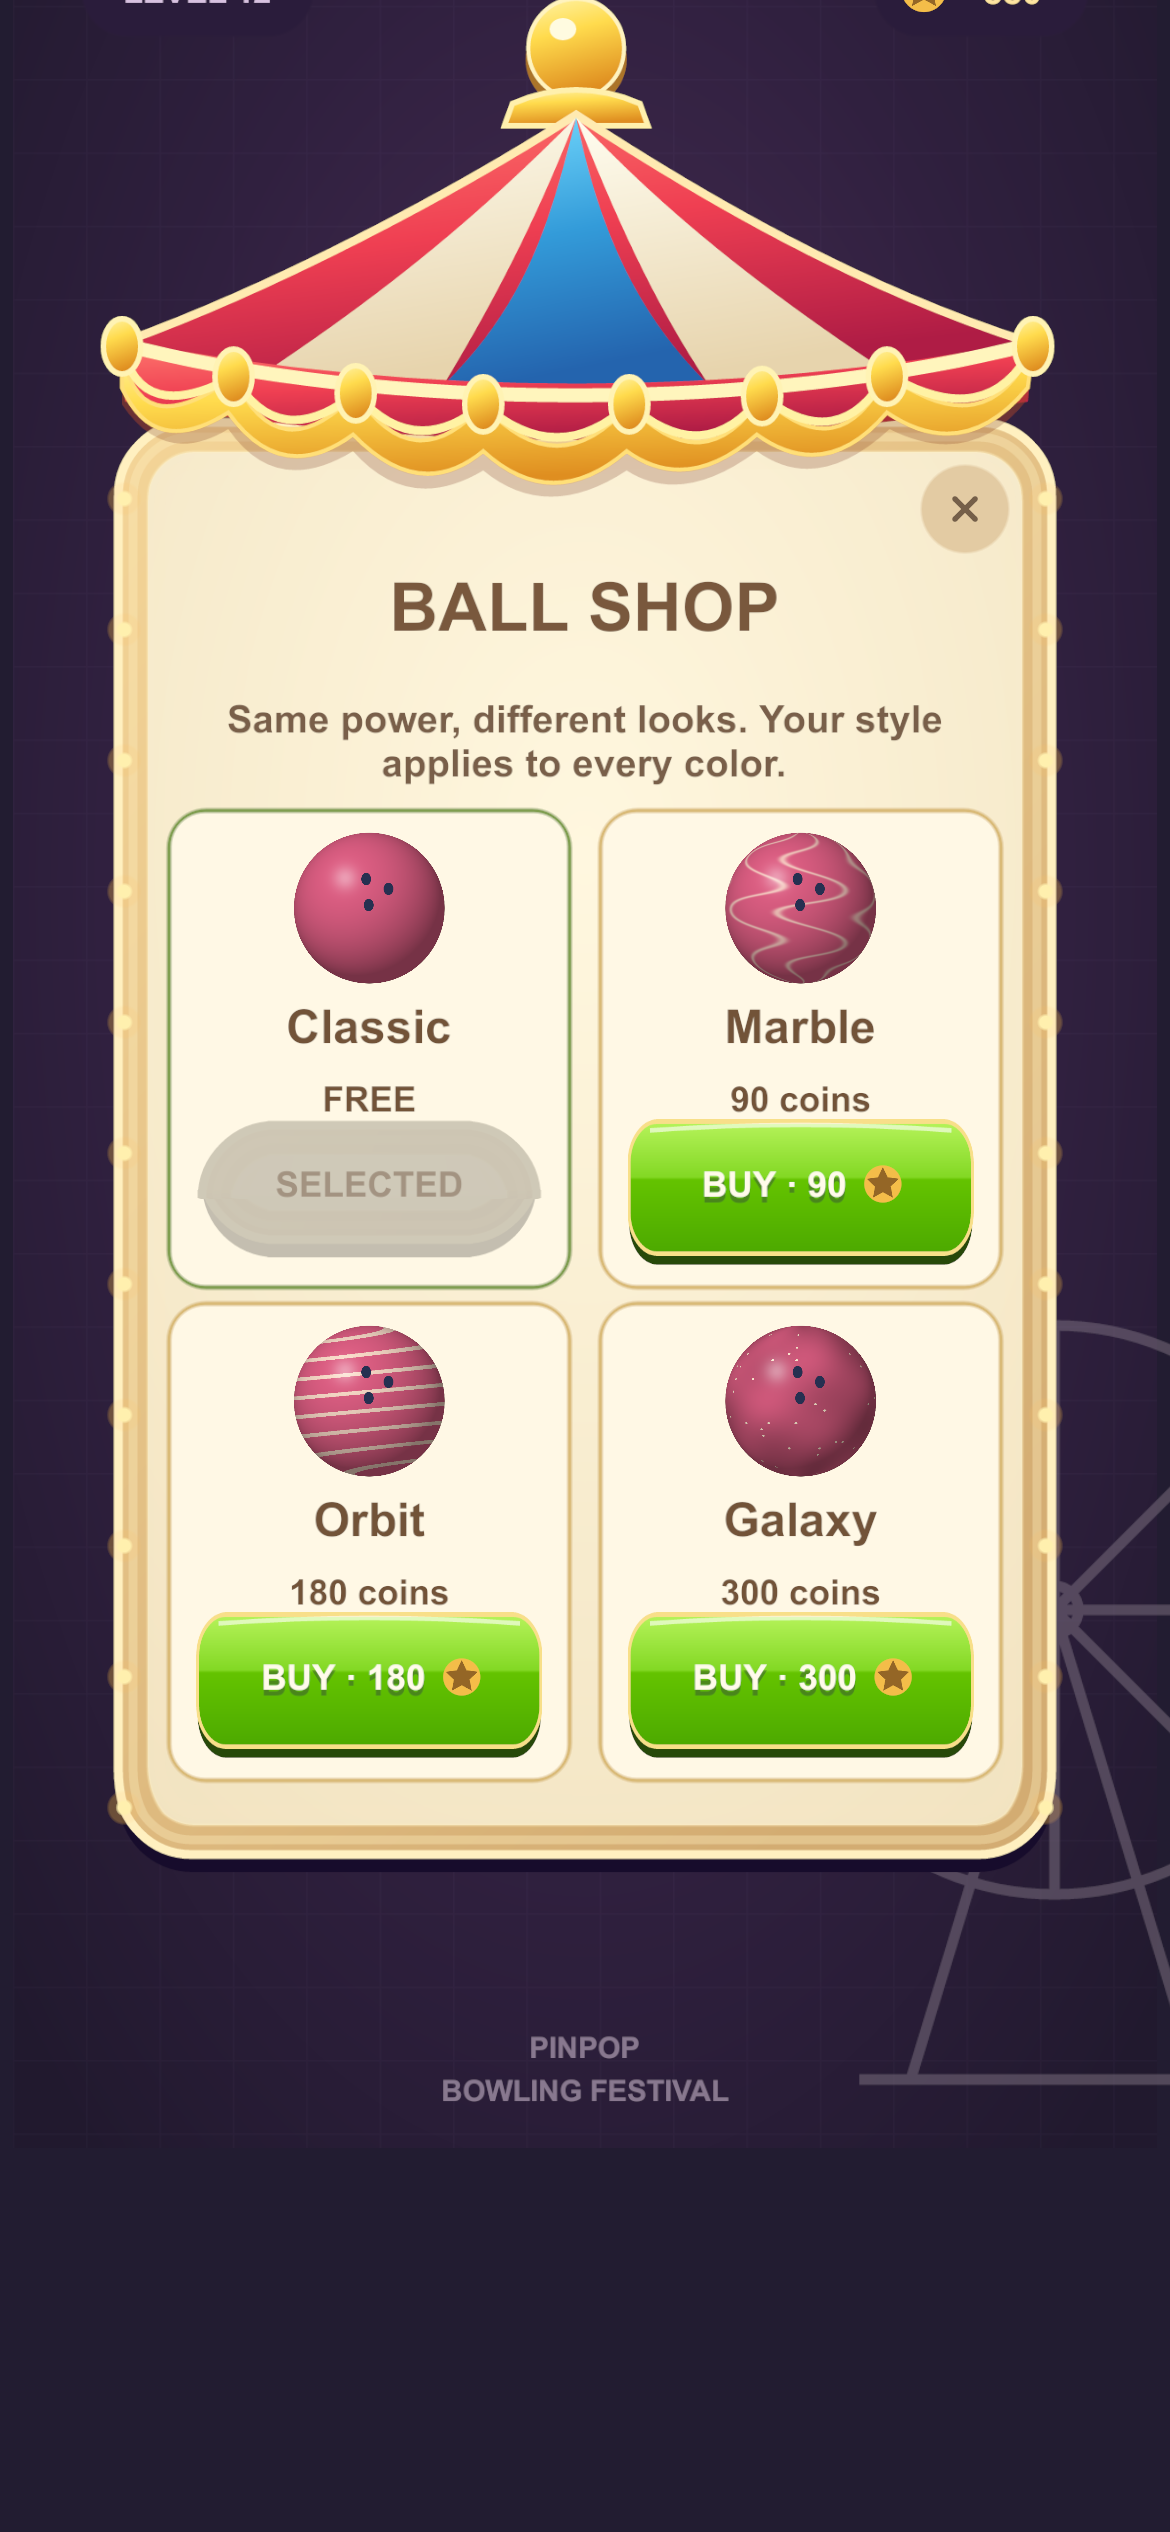 BALL SHOP
Same power, different looks. Your style
applies to every color.
Classic
FREE
SELECTED
Marble
90 coins
BUY · 90
Orbit
180 coins
BUY · 180
Galaxy
300 coins
BUY · 300
PINPOP
BOWLING FESTIVAL